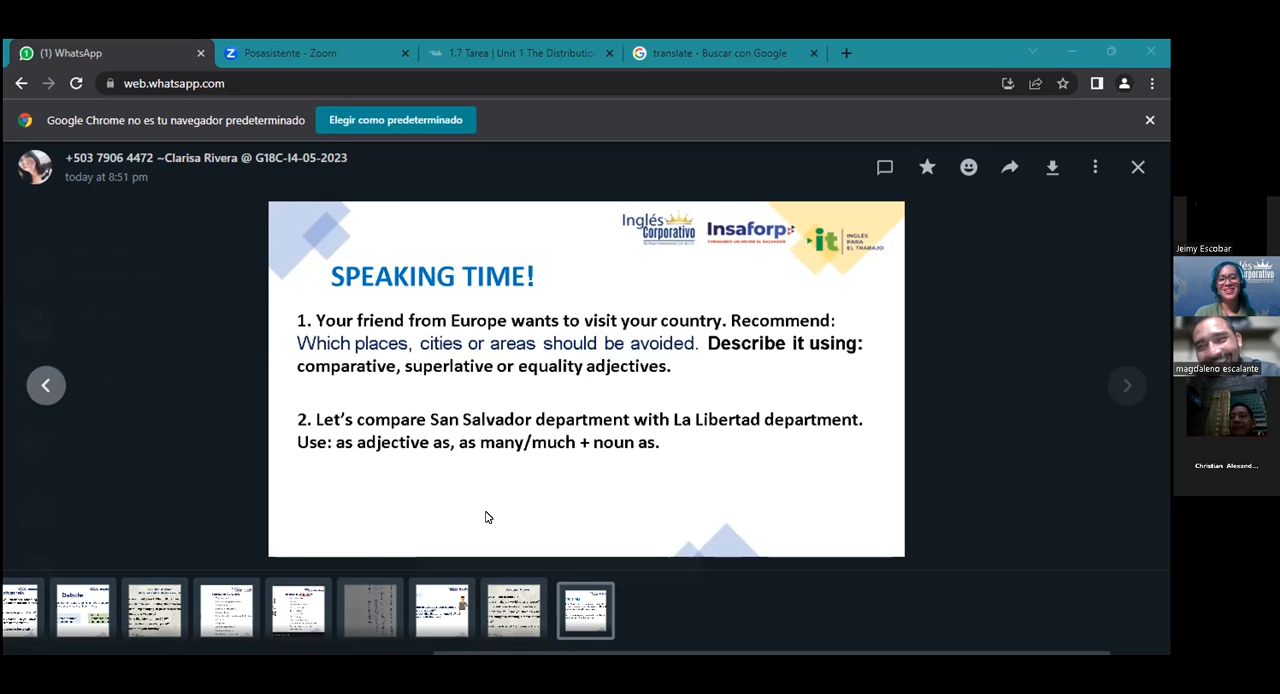 (1) WhatsApp
Posasistente - Zoom
1.7 Tarea | Unit 1 The Distributio
translate - Buscar con Google
web.whatsapp.com
Google Chrome no es tu navegador predeterminado
Elegir como predeterminado
+503 7906 4472 ~Clarisa Rivera @ G18C-I4-05-2023
today at 8:51 pm
Inglés
Corporativo
Insaforp
it
INGLÉS
PARA
EL TRABAJO
SPEAKING TIME!
1. Your friend from Europe wants to visit your country. Recommend:
Which places, cities or areas should be avoided. Describe it using:
comparative, superlative or equality adjectives.
2. Let's compare San Salvador department with La Libertad department.
Use: as adjective as, as many/much + noun as.
Jeimy Escobar
magdaleno escalante
Christian Alexand...